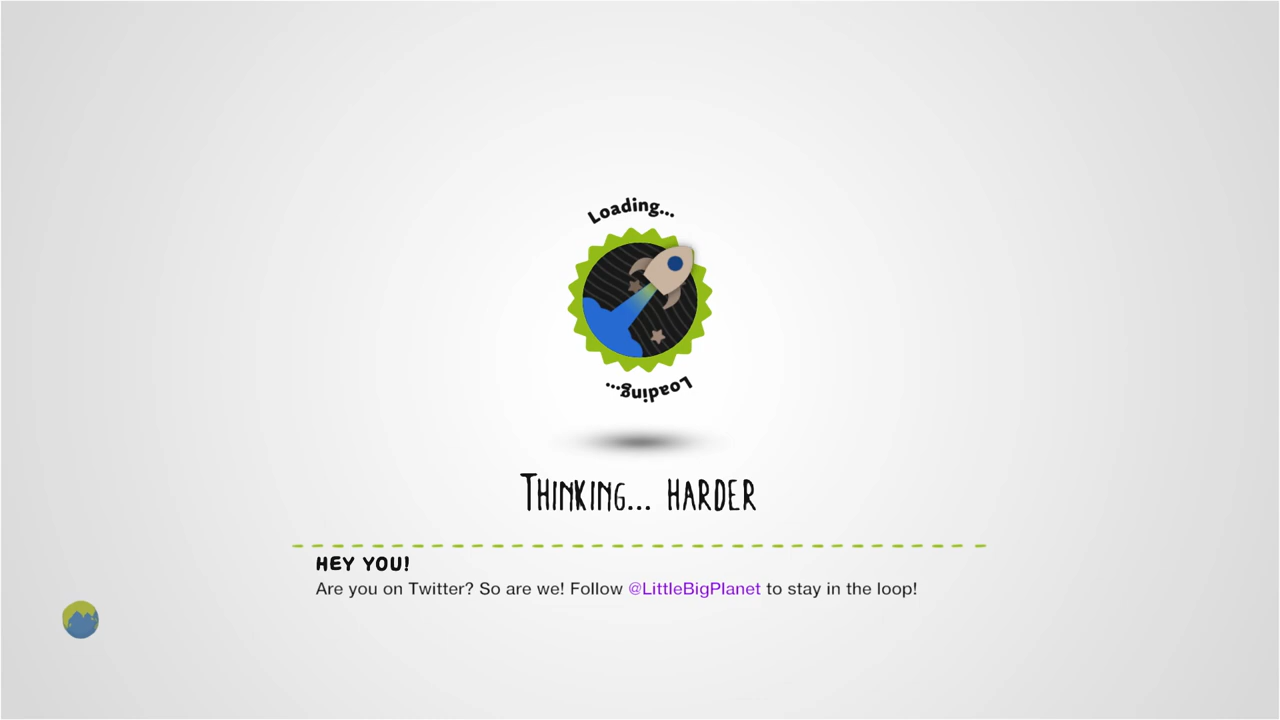 Loading...
Loading...
Thinking... harder
HEY YOU!
Are you on Twitter? So are we! Follow @LittleBigPlanet to stay in the loop!